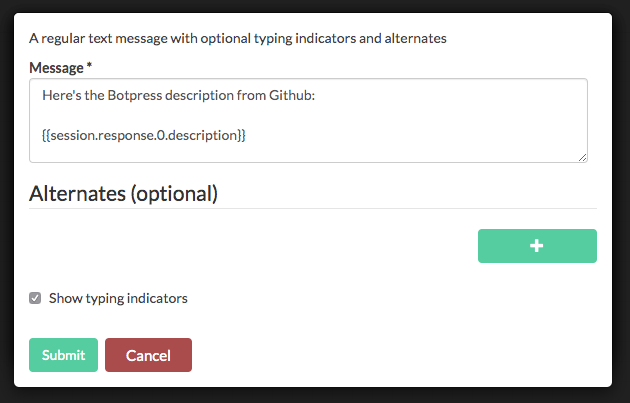 A regular text message with optional typing indicators and alternates
Message *
Here's the Botpress description from Github:
{{session.response.0.description}}
Alternates (optional)
+
Show typing indicators
Submit
Cancel